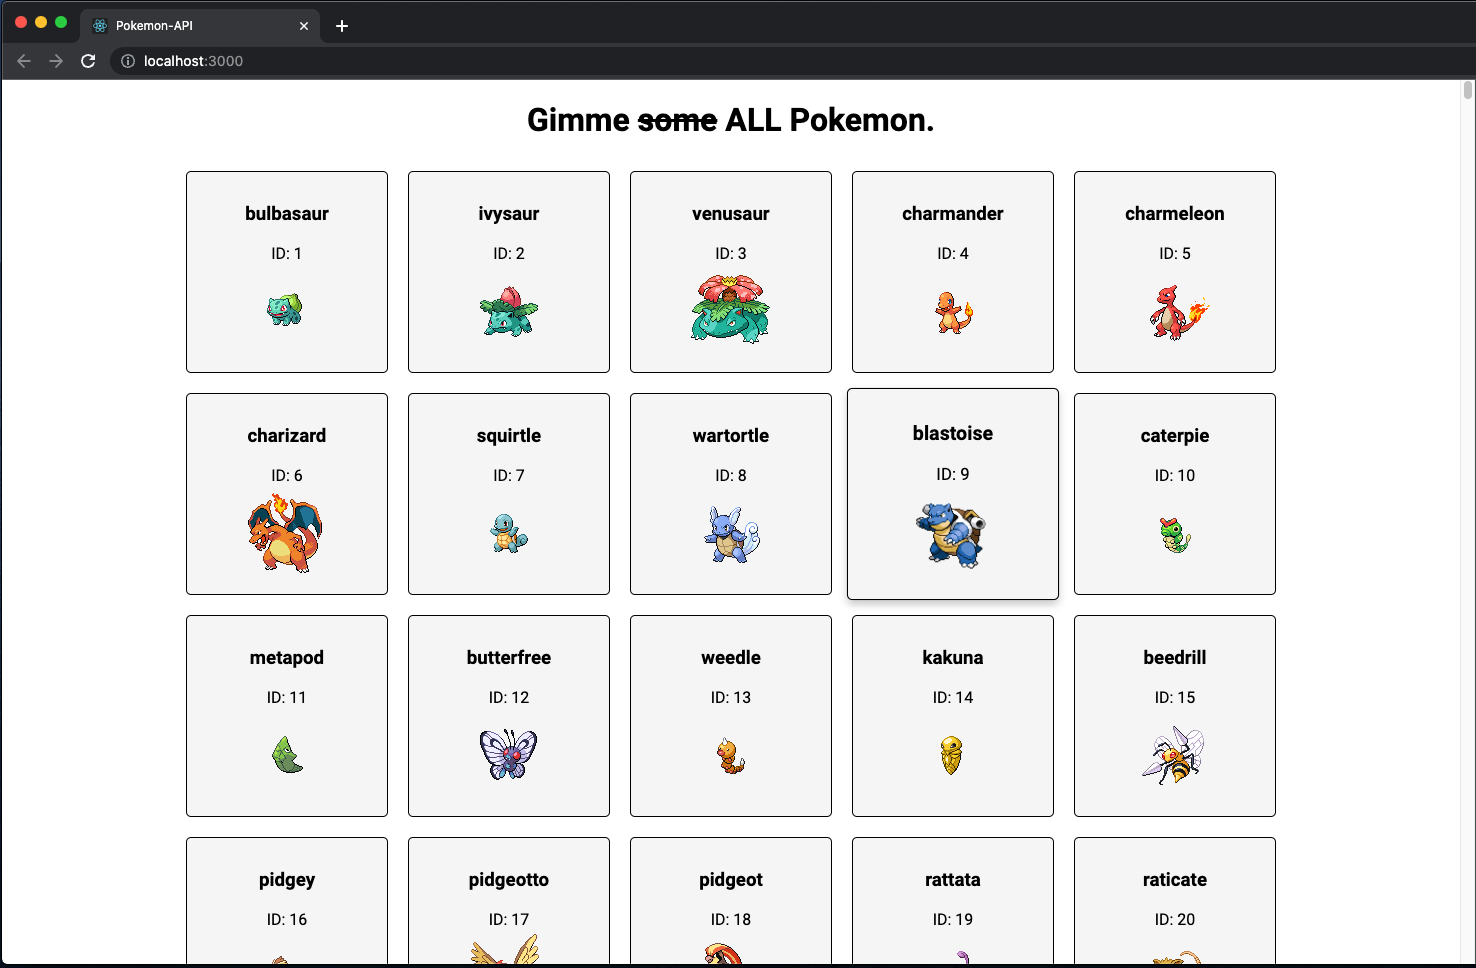 Pokemon-API
localhost:3000
Gimme some ALL Pokemon.
bulbasaur
ID: 1
ivysaur
ID: 2
venusaur
ID: 3
charmander
ID: 4
charmeleon
ID: 5
charizard
ID: 6
squirtle
ID: 7
wartortle
ID: 8
blastoise
ID: 9
caterpie
ID: 10
metapod
ID: 11
butterfree
ID: 12
weedle
ID: 13
kakuna
ID: 14
beedrill
ID: 15
pidgey
ID: 16
pidgeotto
ID: 17
pidgeot
ID: 18
rattata
ID: 19
raticate
ID: 20